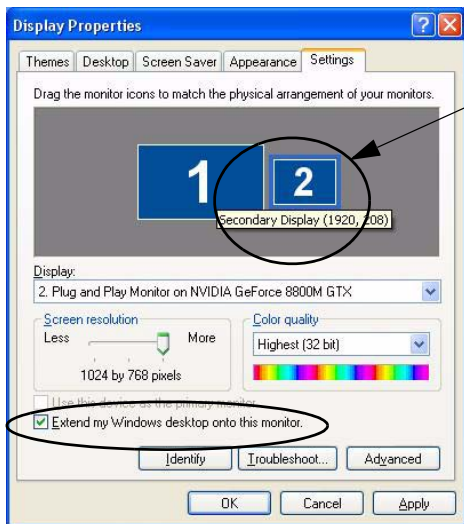 Display Properties
Themes Desktop Screen Saver Appearance Settings
Drag the monitor icons to match the physical arrangement of your monitors.
1 2
Secondary Display (1920, 208)
Display:
2. Plug and Play Monitor on NVIDIA GeForce 8800M GTX
Screen resolution
Less More
1024 by 768 pixels
Color quality
Highest (32 bit)
Use this device as the primary monitor.
Extend my Windows desktop onto this monitor.
Identify Troubleshoot... Advanced
OK Cancel Apply